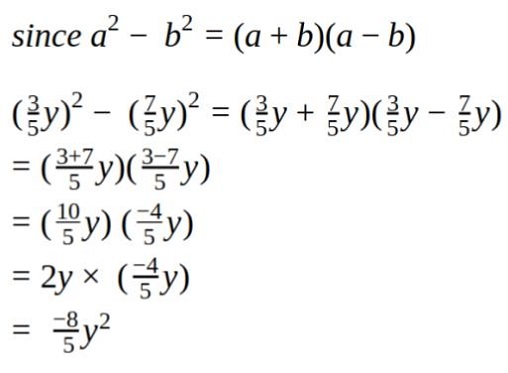 since a² − b² = (a + b)(a − b)
(3/5y)² − (7/5y)² = (3/5y + 7/5y)(3/5y − 7/5y)
= (3+7/5 y)(3−7/5 y)
= (10/5 y) (−4/5 y)
= 2y × (−4/5 y)
= −8/5 y²